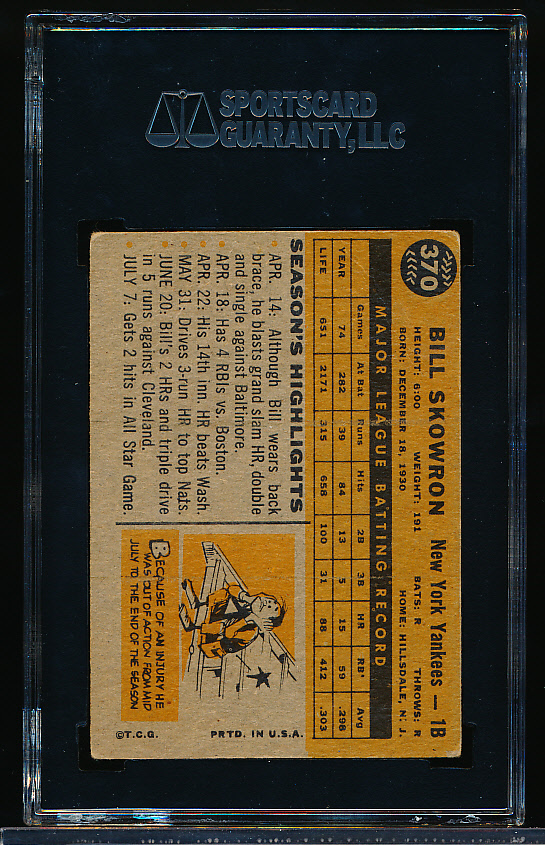 SPORTSCARD
GUARANTY, LLC
370
BILL SKOWRON New York Yankees — 1B
HEIGHT: 6:00 WEIGHT: 191 BATS: R THROWS: R
BORN: DECEMBER 18, 1930 HOME: HILLSDALE, N. J.
MAJOR LEAGUE BATTING RECORD
YEAR Games At Bat Runs Hits 2B 3B HR RBI Avg
YEAR 74 282 39 84 13 5 15 59 .298
LIFE 651 2171 315 658 100 31 88 412 .303
SEASON'S HIGHLIGHTS
• APR. 14: Although Bill wears back
brace, he blasts grand slam HR, double
and single against Baltimore.
• APR. 18: Has 4 RBIs vs. Boston.
• APR. 22: His 14th inn. HR beats Wash.
• MAY 31: Drives 3-run HR to top Nats.
• JUNE 20: Bill's 2 HRs and triple drive
in 5 runs against Cleveland.
• JULY 7: Gets 2 hits in All Star Game.
BECAUSE OF AN INJURY HE
WAS OUT OF ACTION FROM MID
JULY TO THE END OF THE SEASON
©T.C.G. PRTD. IN U.S.A.